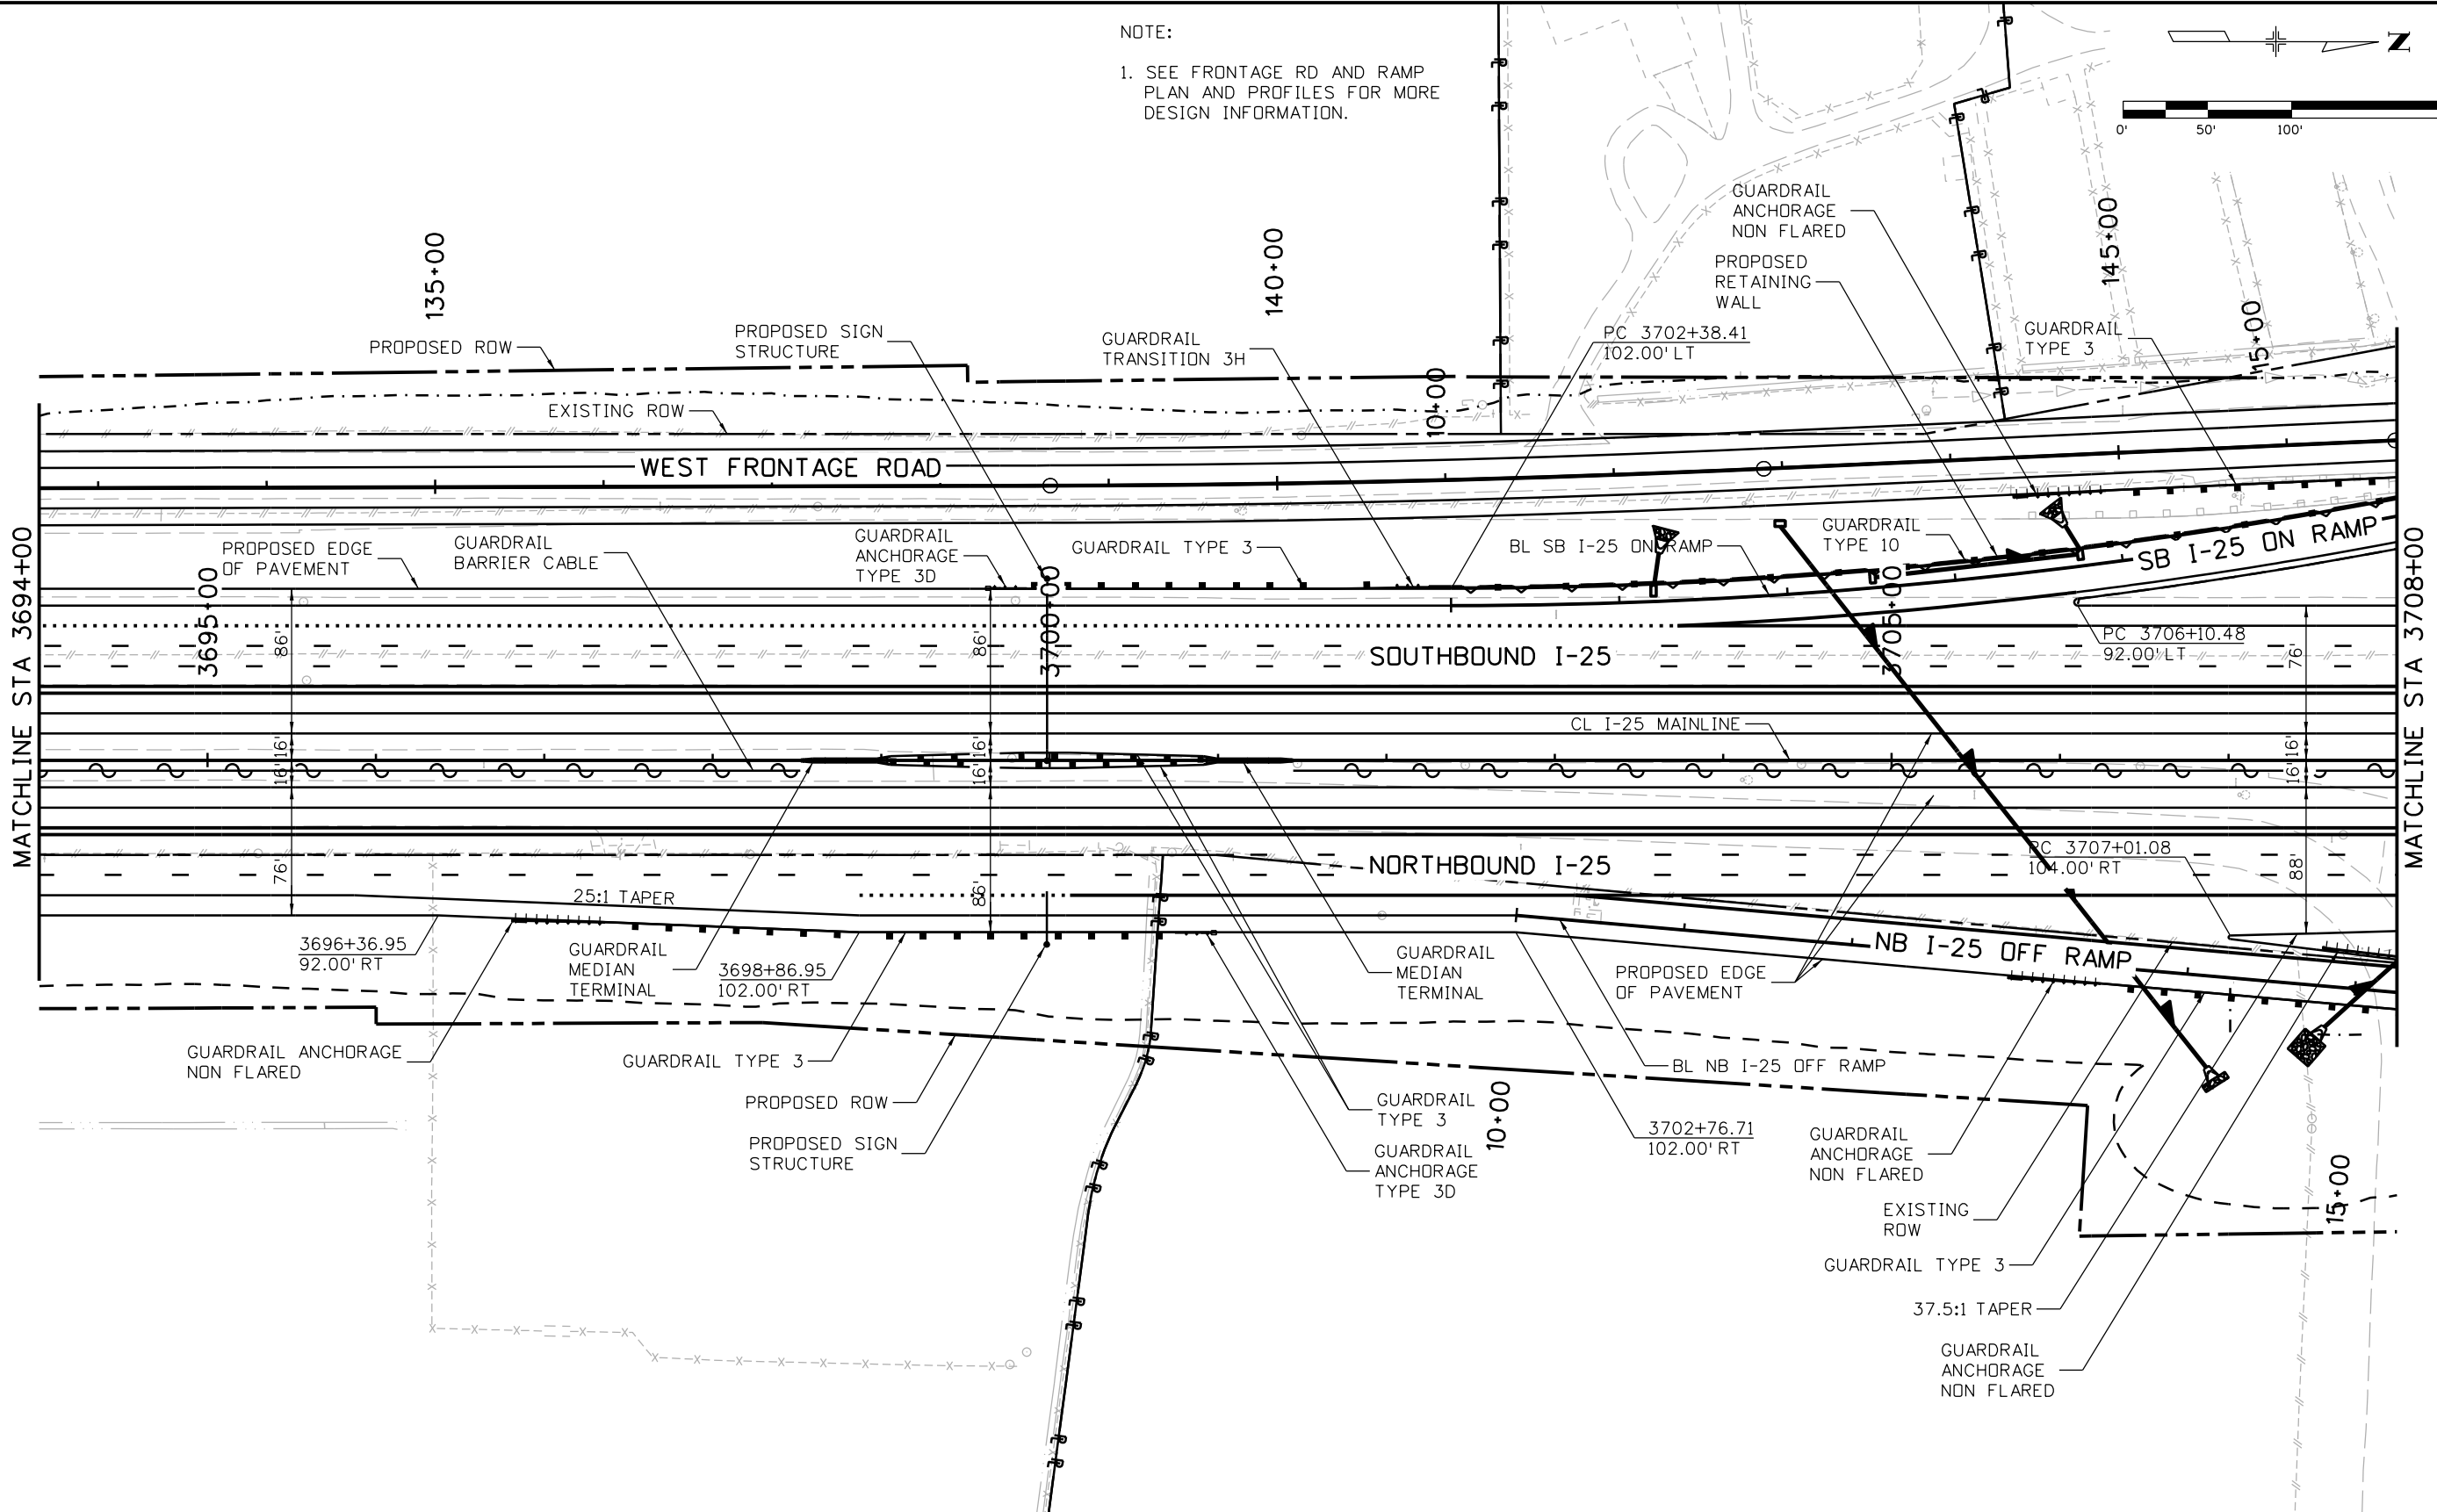 NOTE:
1. SEE FRONTAGE RD AND RAMP
PLAN AND PROFILES FOR MORE
DESIGN INFORMATION.
N
0'
50'
100'
135+00
140+00
145+00
15+00
10+00
PROPOSED ROW
PROPOSED SIGN
STRUCTURE
GUARDRAIL
TRANSITION 3H
PC 3702+38.41
102.00' LT
GUARDRAIL
ANCHORAGE
NON FLARED
PROPOSED
RETAINING
WALL
GUARDRAIL
TYPE 3
EXISTING ROW
WEST FRONTAGE ROAD
PROPOSED EDGE
OF PAVEMENT
GUARDRAIL
BARRIER CABLE
GUARDRAIL
ANCHORAGE
TYPE 3D
GUARDRAIL TYPE 3
BL SB I-25 ON RAMP
GUARDRAIL
TYPE 10
SB I-25 ON RAMP
MATCHLINE STA 3694+00
MATCHLINE STA 3708+00
3695+00
3700+00
3705+00
86'
86'
76'
PC 3706+10.48
92.00' LT
SOUTHBOUND I-25
CL I-25 MAINLINE
16'
16'
16'
16'
16'
16'
76'
86'
88'
NORTHBOUND I-25
PC 3707+01.08
104.00' RT
25:1 TAPER
3696+36.95
92.00' RT
GUARDRAIL
MEDIAN
TERMINAL
3698+86.95
102.00' RT
GUARDRAIL
MEDIAN
TERMINAL
PROPOSED EDGE
OF PAVEMENT
NB I-25 OFF RAMP
GUARDRAIL ANCHORAGE
NON FLARED
GUARDRAIL TYPE 3
BL NB I-25 OFF RAMP
PROPOSED ROW
GUARDRAIL
TYPE 3
10+00
3702+76.71
102.00' RT
PROPOSED SIGN
STRUCTURE
GUARDRAIL
ANCHORAGE
TYPE 3D
GUARDRAIL
ANCHORAGE
NON FLARED
15+00
EXISTING
ROW
GUARDRAIL TYPE 3
37.5:1 TAPER
GUARDRAIL
ANCHORAGE
NON FLARED